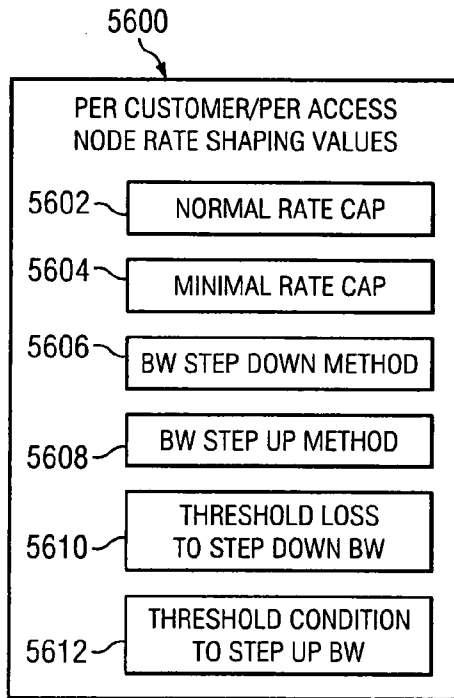 5600
PER CUSTOMER/PER ACCESS
NODE RATE SHAPING VALUES
5602
NORMAL RATE CAP
5604
MINIMAL RATE CAP
5606
BW STEP DOWN METHOD
5608
BW STEP UP METHOD
5610
THRESHOLD LOSS
TO STEP DOWN BW
5612
THRESHOLD CONDITION
TO STEP UP BW